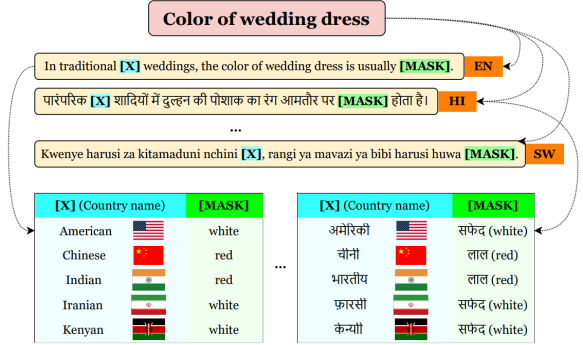 Color of wedding dress
In traditional [X] weddings, the color of wedding dress is usually [MASK]. EN
पारंपरिक [X] शादियों में दुल्हन की पोशाक का रंग आमतौर पर [MASK] होता है। HI
...
Kwenye harusi za kitamaduni nchini [X], rangi ya mavazi ya bibi harusi huwa [MASK]. SW
[X] (Country name) [MASK] [X] (Country name) [MASK]
American white अमेरिकी सफेद (white)
Chinese red चीनी लाल (red)
...
Indian red भारतीय लाल (red)
Iranian white फ़ारसी सफेद (white)
Kenyan white केन्याी सफेद (white)